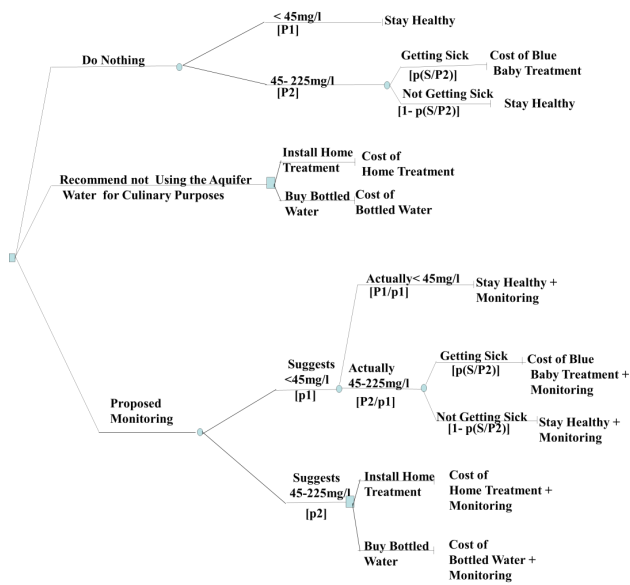 Do Nothing
< 45mg/l
[P1]
Stay Healthy
45- 225mg/l
[P2]
Getting Sick
[p(S/P2)]
Cost of Blue
Baby Treatment
Not Getting Sick
[1- p(S/P2)]
Stay Healthy
Recommend not Using the Aquifer
Water for Culinary Purposes
Install Home
Treatment
Cost of
Home Treatment
Buy Bottled
Water
Cost of
Bottled Water
Proposed
Monitoring
Suggests
<45mg/l
[p1]
Actually< 45mg/l
[P1/p1]
Stay Healthy +
Monitoring
Actually
45-225mg/l
[P2/p1]
Getting Sick
[p(S/P2)]
Cost of Blue
Baby Treatment +
Monitoring
Not Getting Sick
[1- p(S/P2)]
Stay Healthy +
Monitoring
Suggests
45-225mg/l
[p2]
Install Home
Treatment
Cost of
Home Treatment +
Monitoring
Buy Bottled
Water
Cost of
Bottled Water +
Monitoring